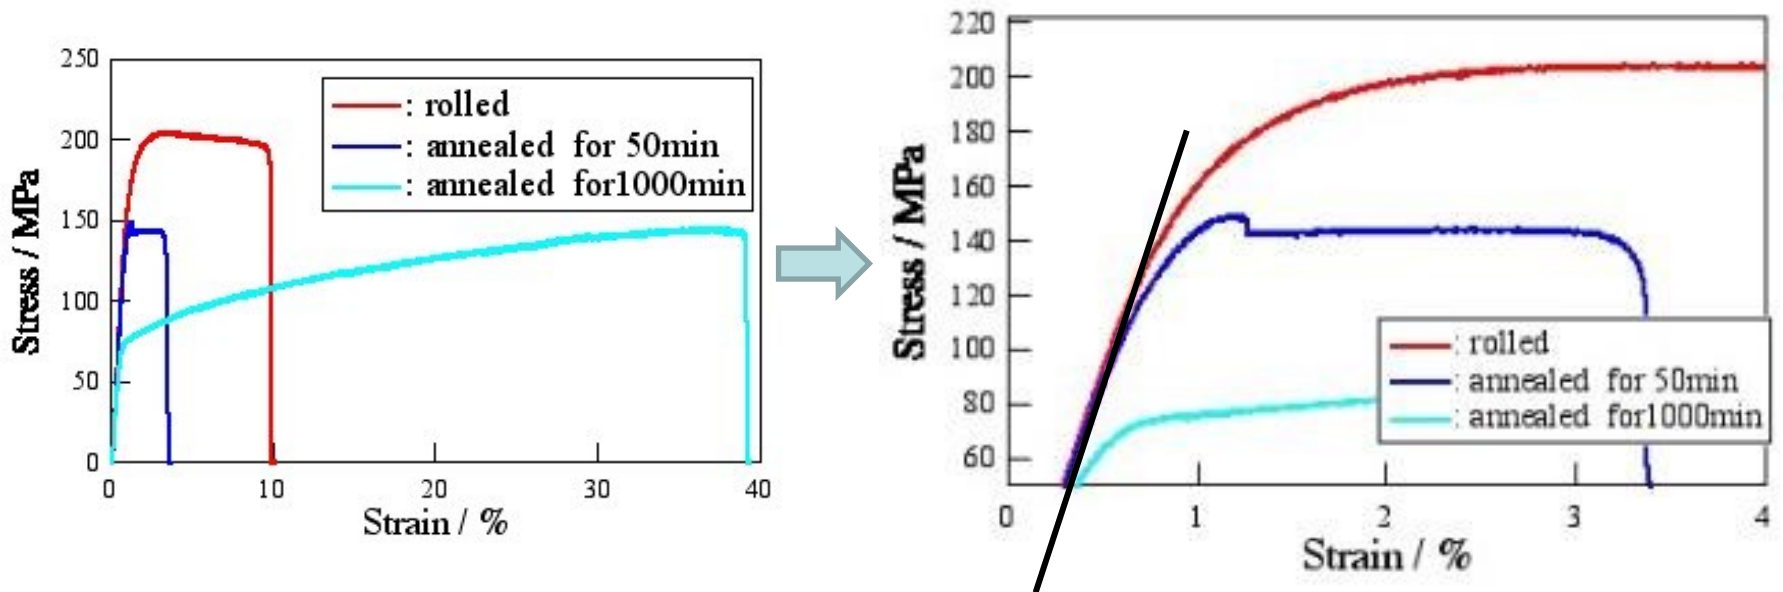 250
200
150
100
50
0
0 10 20 30 40
Stress / MPa
Strain / %
: rolled
: annealed for 50min
: annealed for1000min
220
200
180
160
140
120
100
80
60
0 1 2 3 4
Stress / MPa
Strain / %
: rolled
: annealed for 50min
: annealed for1000min